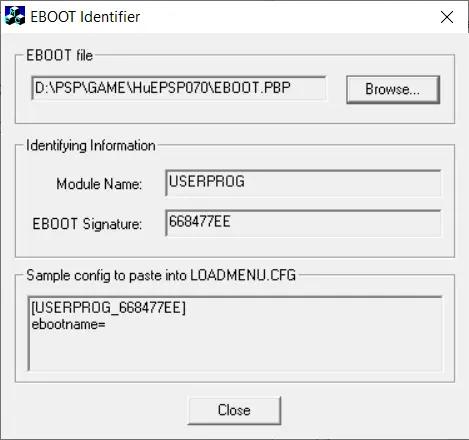 EBOOT Identifier
EBOOT file
D:\PSP\GAME\HuEPSP070\EBOOT.PBP
Browse...
Identifying Information
Module Name:
USERPROG
EBOOT Signature:
668477EE
Sample config to paste into LOADMENU.CFG
[USERPROG_668477EE]
ebootname=
Close